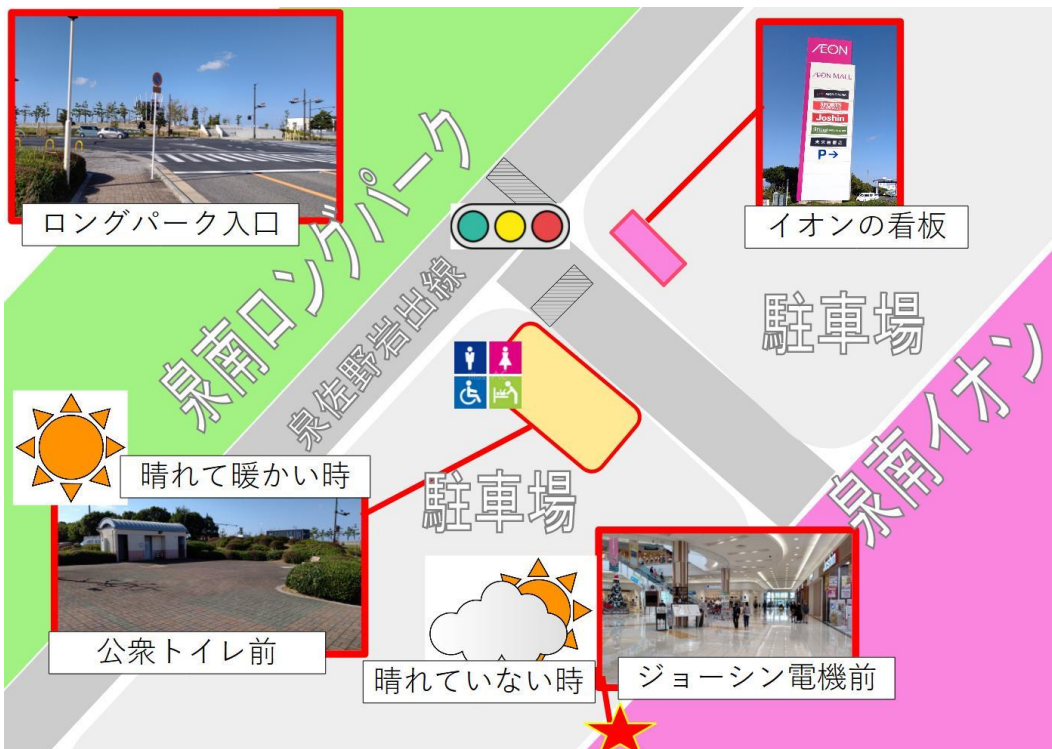 ロングパーク入口
ÆON
ÆON MALL
SPORTS
Joshin
P→
イオンの看板
泉南ロングパーク
泉佐野岩出線
駐車場
泉南イオン
晴れて暖かい時
公衆トイレ前
駐車場
晴れていない時
ジョーシン電機前